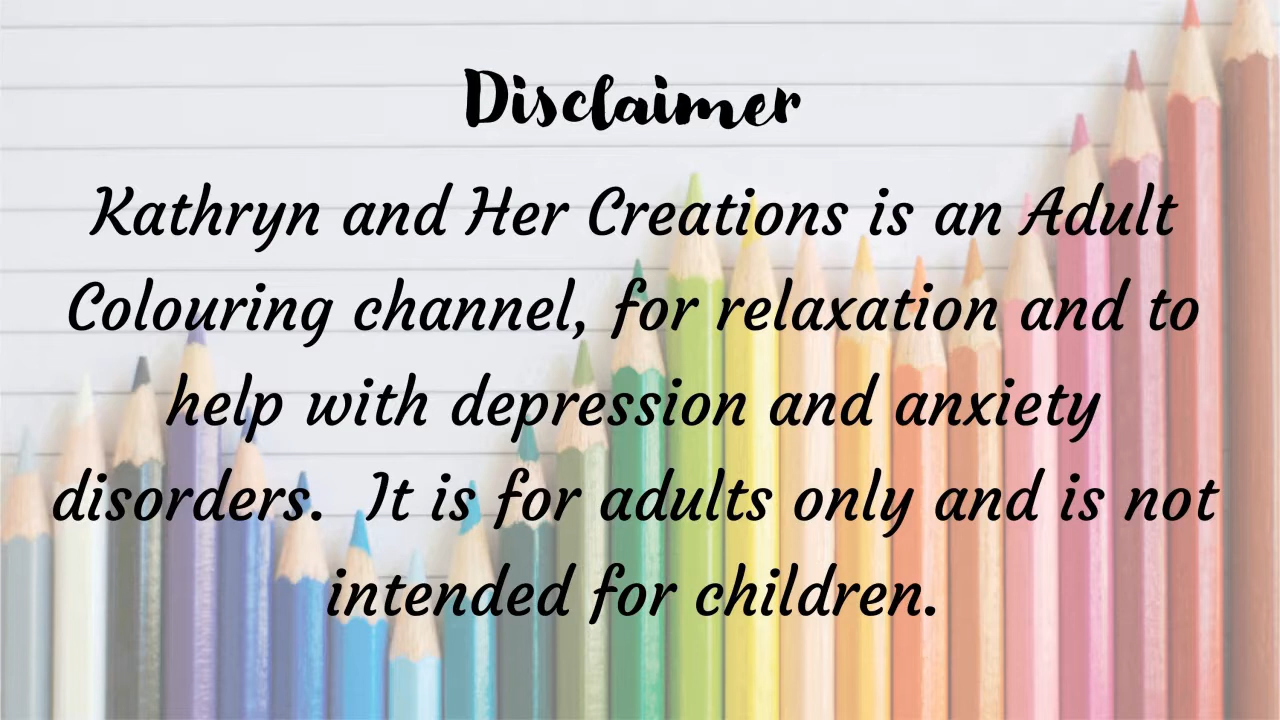 Disclaimer
Kathryn and Her Creations is an Adult
Colouring channel, for relaxation and to
help with depression and anxiety
disorders.  It is for adults only and is not
intended for children.